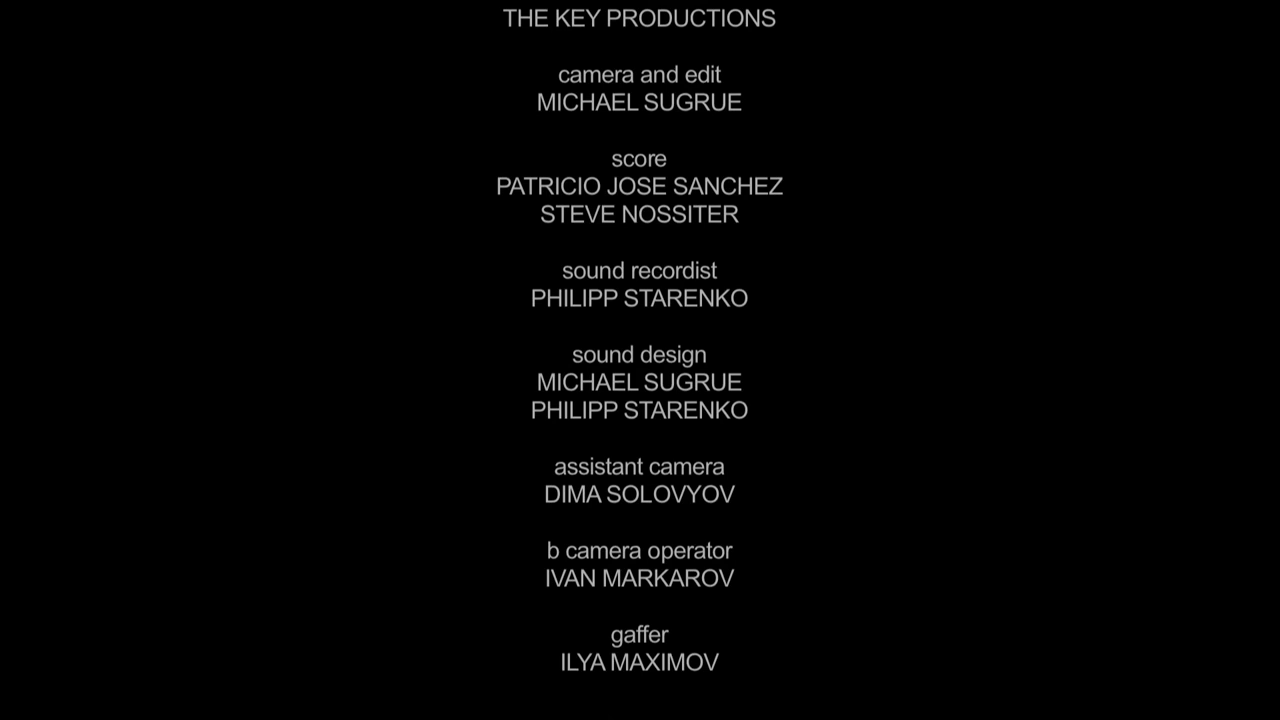 THE KEY PRODUCTIONS
camera and edit
MICHAEL SUGRUE
score
PATRICIO JOSE SANCHEZ
STEVE NOSSITER
sound recordist
PHILIPP STARENKO
sound design
MICHAEL SUGRUE
PHILIPP STARENKO
assistant camera
DIMA SOLOVYOV
b camera operator
IVAN MARKAROV
gaffer
ILYA MAXIMOV